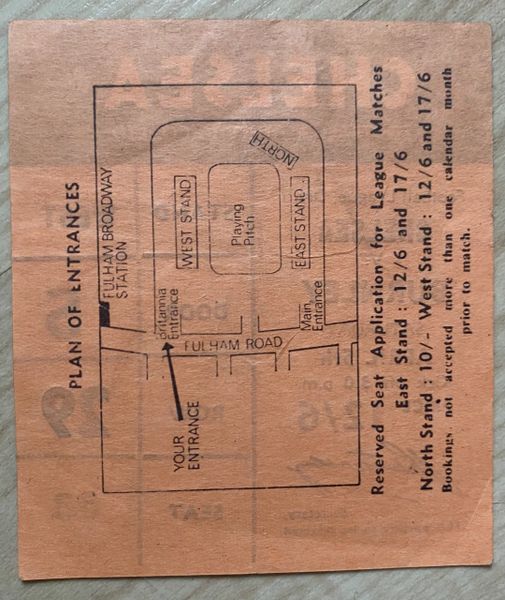 PLAN OF ENTRANCES
FULHAM BROADWAY
STATION
NORTH
WEST STAND
Playing
Pitch
EAST STAND
Britannia
Entrance
Main
Entrance
FULHAM ROAD
YOUR
ENTRANCE
Reserved Seat Application for League Matches
East Stand : 12/6 and 17/6
North Stand : 10/- West Stand : 12/6 and 17/6
Bookings not accepted more than one calendar month
prior to match.
CHELSEA
SEAT